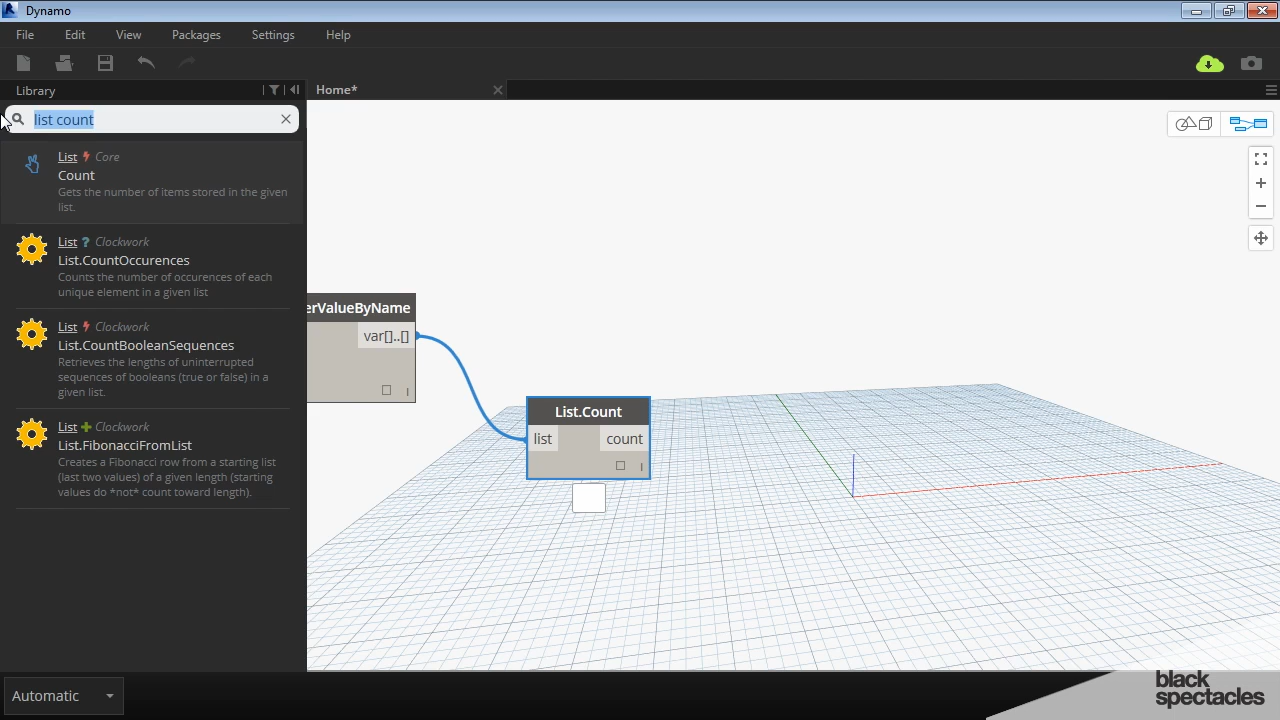 Dynamo
File Edit View Packages Settings Help
Library
Home*
list count
List Core
Count
Gets the number of items stored in the given
list.
List ? Clockwork
List.CountOccurences
Counts the number of occurences of each
unique element in a given list
List Clockwork
List.CountBooleanSequences
Retrieves the lengths of uninterrupted
sequences of booleans (true or false) in a
given list.
List Clockwork
List.FibonacciFromList
Creates a Fibonacci row from a starting list
(last two values) of a given length (starting
values do *not* count toward length).
erValueByName
var[]..[]
List.Count
list count
Automatic
black
spectacles